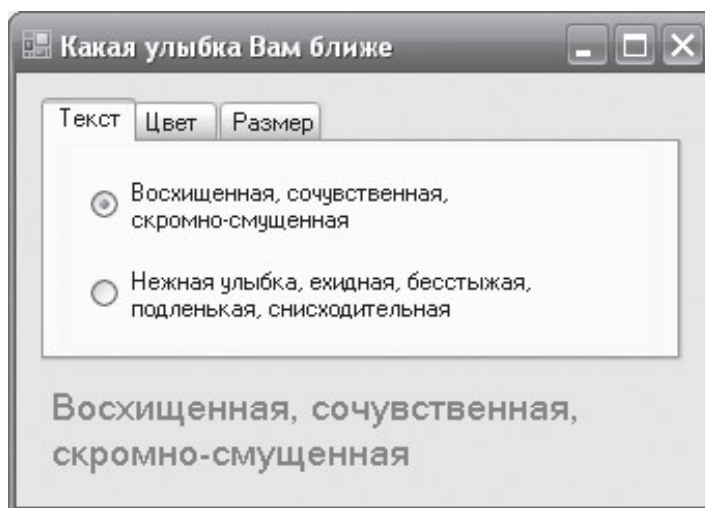 Какая улыбка Вам ближе
Текст Цвет Размер
Восхищенная, сочувственная,
скромно-смущенная
Нежная улыбка, ехидная, бесстыжая,
подленькая, снисходительная
Восхищенная, сочувственная,
скромно-смущенная